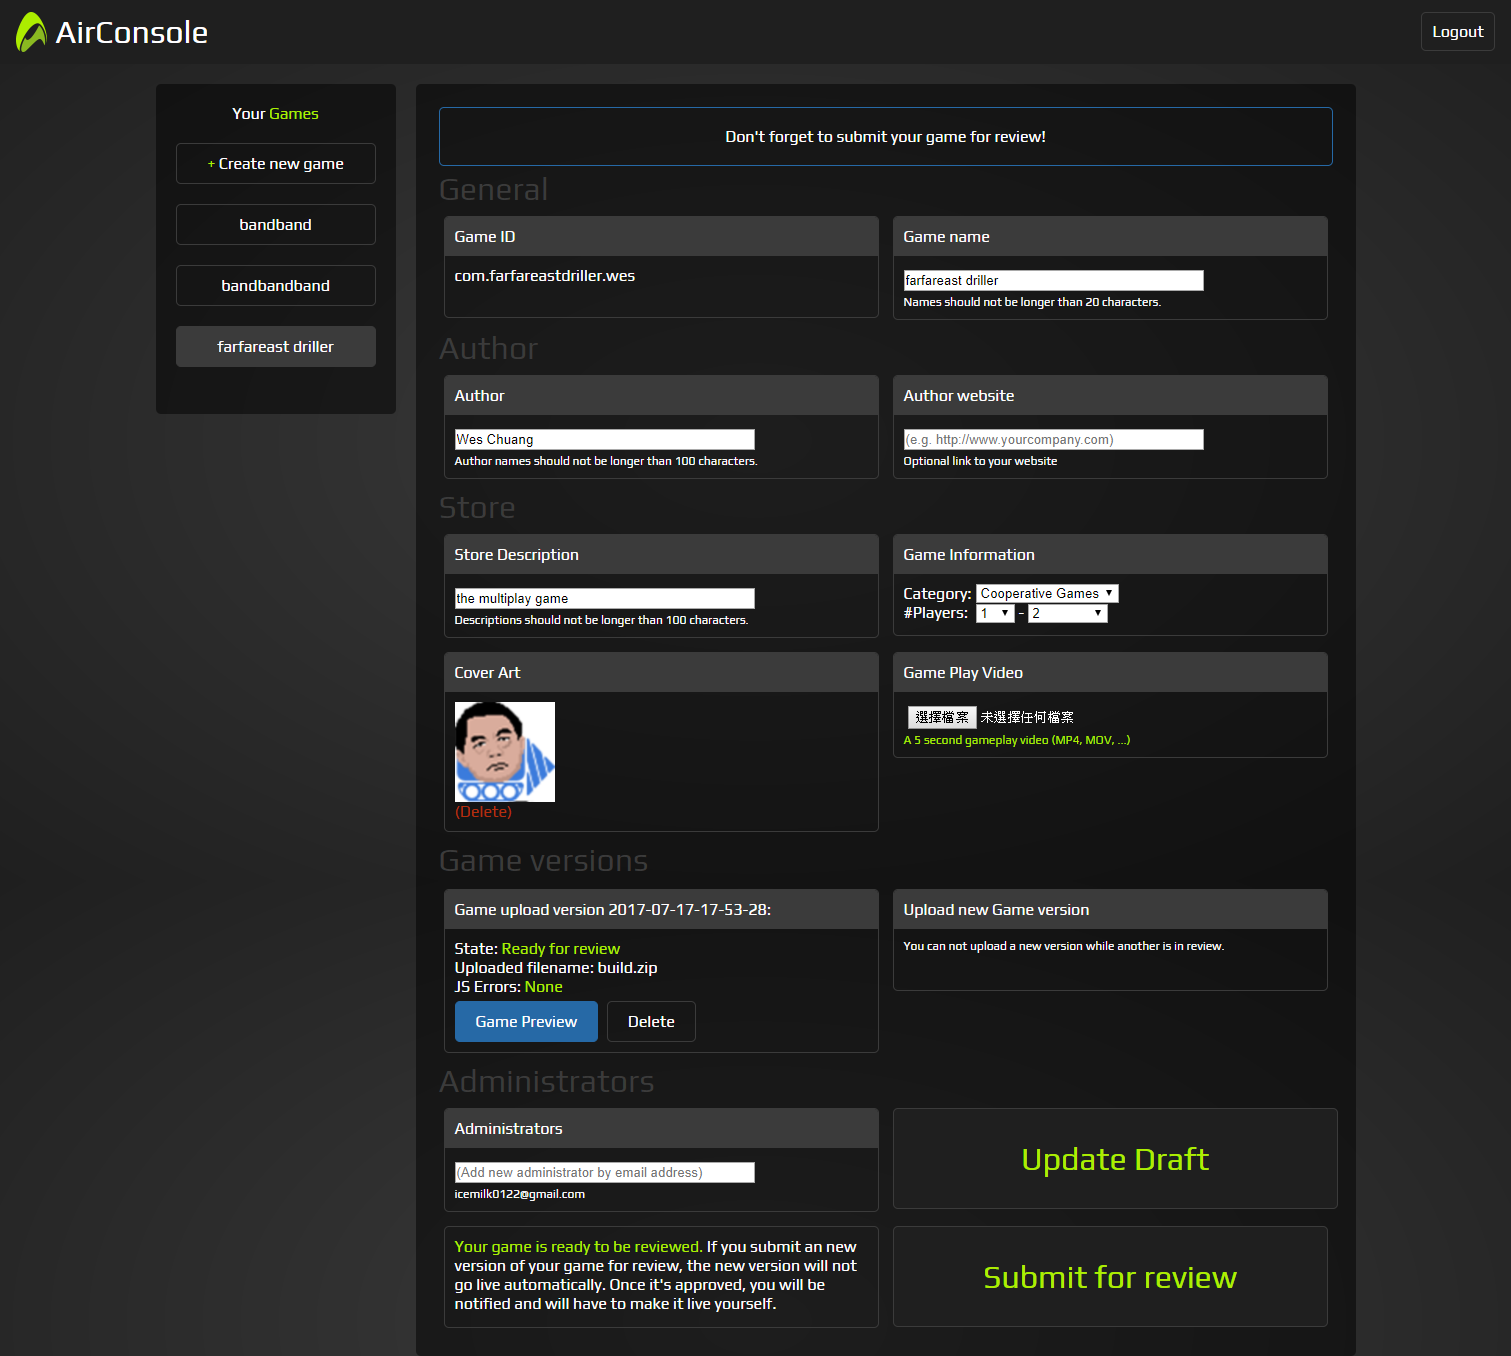 AirConsole
Logout
Your Games
+ Create new game
bandband
bandbandband
farfareast driller
Don't forget to submit your game for review!
General
Game ID
com.farfareastdriller.wes
Game name
farfareast driller
Names should not be longer than 20 characters.
Author
Author
Wes Chuang
Author names should not be longer than 100 characters.
Author website
(e.g. http://www.yourcompany.com)
Optional link to your website
Store
Store Description
the multiplay game
Descriptions should not be longer than 100 characters.
Game Information
Category: Cooperative Games
#Players: 1 - 2
Cover Art
(Delete)
Game Play Video
選擇檔案 未選擇任何檔案
A 5 second gameplay video (MP4, MOV, ...)
Game versions
Game upload version 2017-07-17-17-53-28:
State: Ready for review
Uploaded filename: build.zip
JS Errors: None
Game Preview
Delete
Upload new Game version
You can not upload a new version while another is in review.
Administrators
Administrators
(Add new administrator by email address)
icemilk0122@gmail.com
Update Draft
Your game is ready to be reviewed. If you submit an new
version of your game for review, the new version will not
go live automatically. Once it's approved, you will be
notified and will have to make it live yourself.
Submit for review